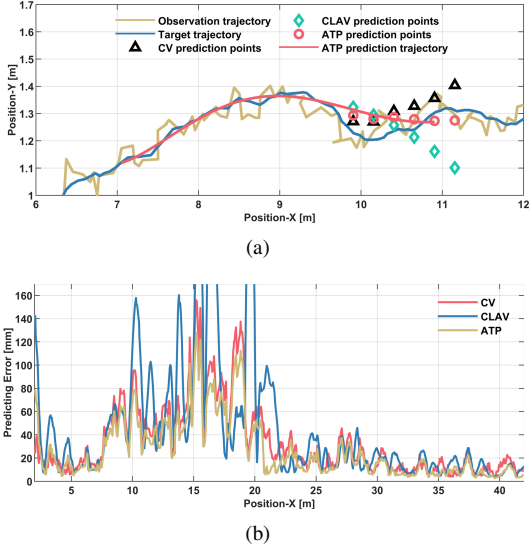 1.7
1.6
1.5
1.4
1.3
1.2
1.1
1
Position-Y [m]
Observation trajectory
Target trajectory
CV prediction points
CLAV prediction points
ATP prediction points
ATP prediction trajectory
6 7 8 9 10 11 12
Position-X [m]
(a)
160
140
120
100
80
60
40
20
0
Predicting Error [mm]
CV
CLAV
ATP
5 10 15 20 25 30 35 40
Position-X [m]
(b)